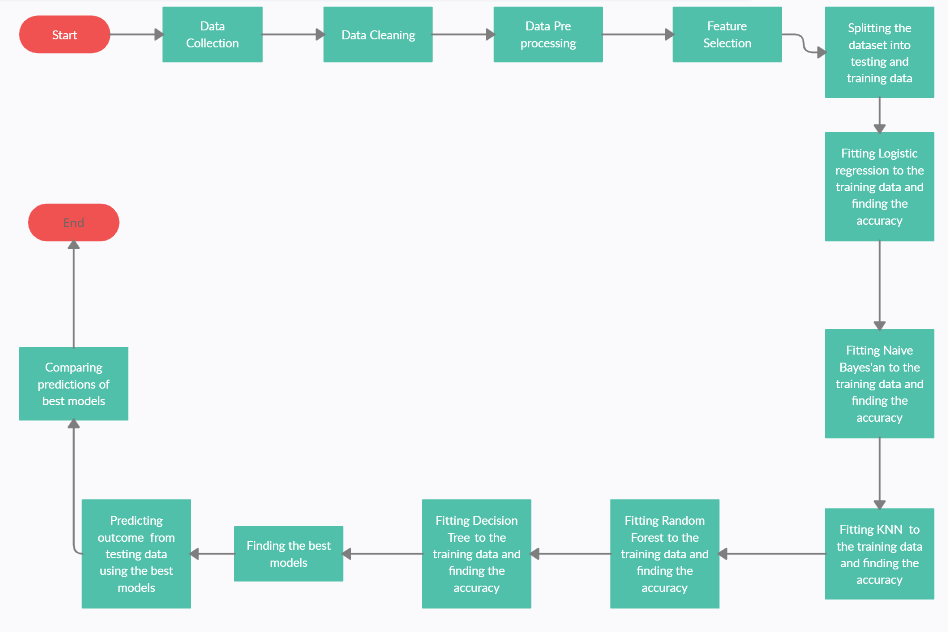 Start
Data
Collection
Data Cleaning
Data Pre
processing
Feature
Selection
Splitting the
dataset into
testing and
training data
Fitting Logistic
regression to the
training data and
finding the
accuracy
Fitting Naive
Bayes'an to the
training data and
finding the
accuracy
Fitting KNN to
the training data
and finding the
accuracy
Fitting Random
Forest to the
training data and
finding the
accuracy
Fitting Decision
Tree to the
training data and
finding the
accuracy
Finding the best
models
Predicting
outcome from
testing data
using the best
models
Comparing
predictions of
best models
End